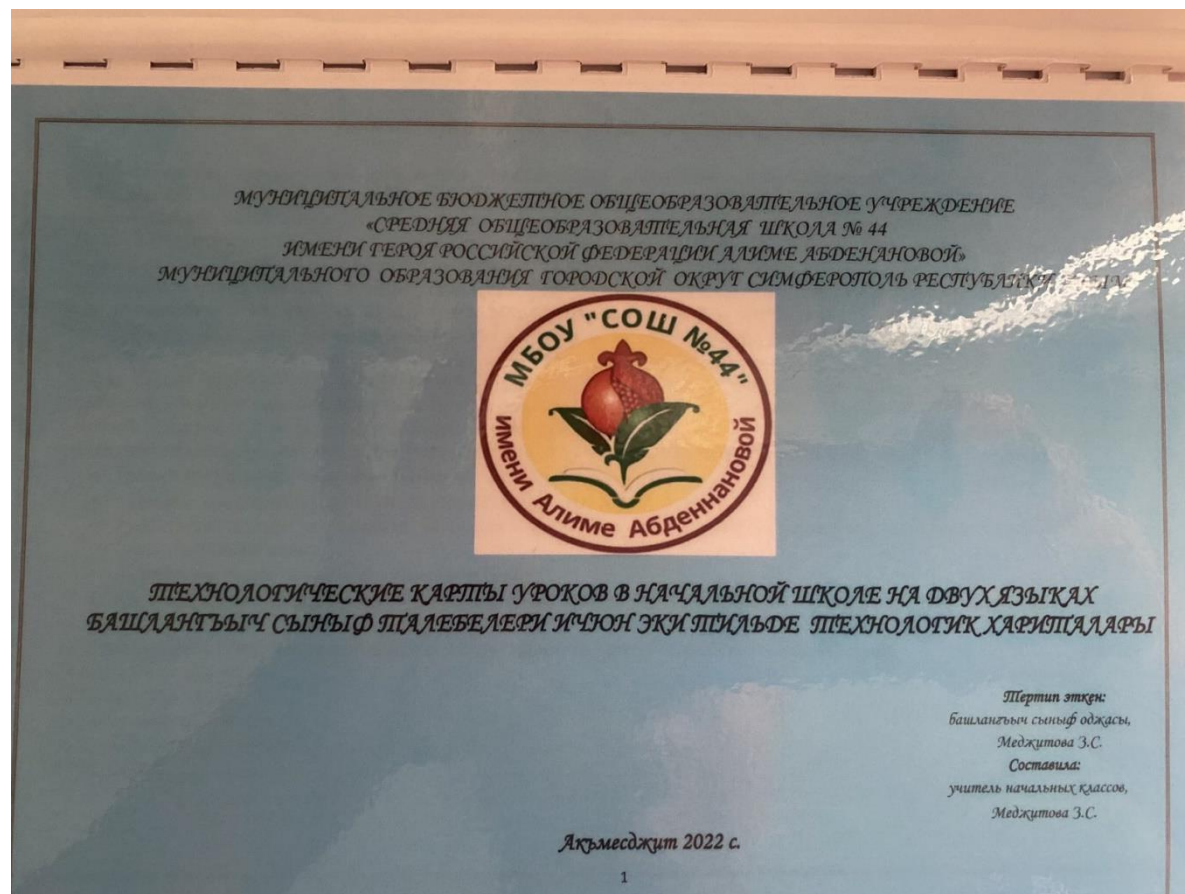 МУНИЦИПАЛЬНОЕ БЮДЖЕТНОЕ ОБЩЕОБРАЗОВАТЕЛЬНОЕ УЧРЕЖДЕНИЕ
«СРЕДНЯЯ ОБЩЕОБРАЗОВАТЕЛЬНАЯ ШКОЛА № 44
ИМЕНИ ГЕРОЯ РОССИЙСКОЙ ФЕДЕРАЦИИ АЛИМЕ АБДЕНАНОВОЙ»
МУНИЦИПАЛЬНОГО ОБРАЗОВАНИЯ ГОРОДСКОЙ ОКРУГ СИМФЕРОПОЛЬ РЕСПУБЛИКИ
МБОУ "СОШ №44"
имени Алиме Абденнановой
ТЕХНОЛОГИЧЕСКИЕ КАРТЫ УРОКОВ В НАЧАЛЬНОЙ ШКОЛЕ НА ДВУХ ЯЗЫКАХ
БАШЛАНГЪЫЧ СЫНЫФ ТАЛЕБЕЛЕРИ ИЧЮН ЭКИ ТИЛЬДЕ ТЕХНОЛОГИК ХАРИТАЛАРЫ
Тертип эткен:
башлангъыч сыныф оджасы,
Меджитова З.С.
Составила:
учитель начальных классов,
Меджитова З.С.
Акъмесджит 2022 с.
1